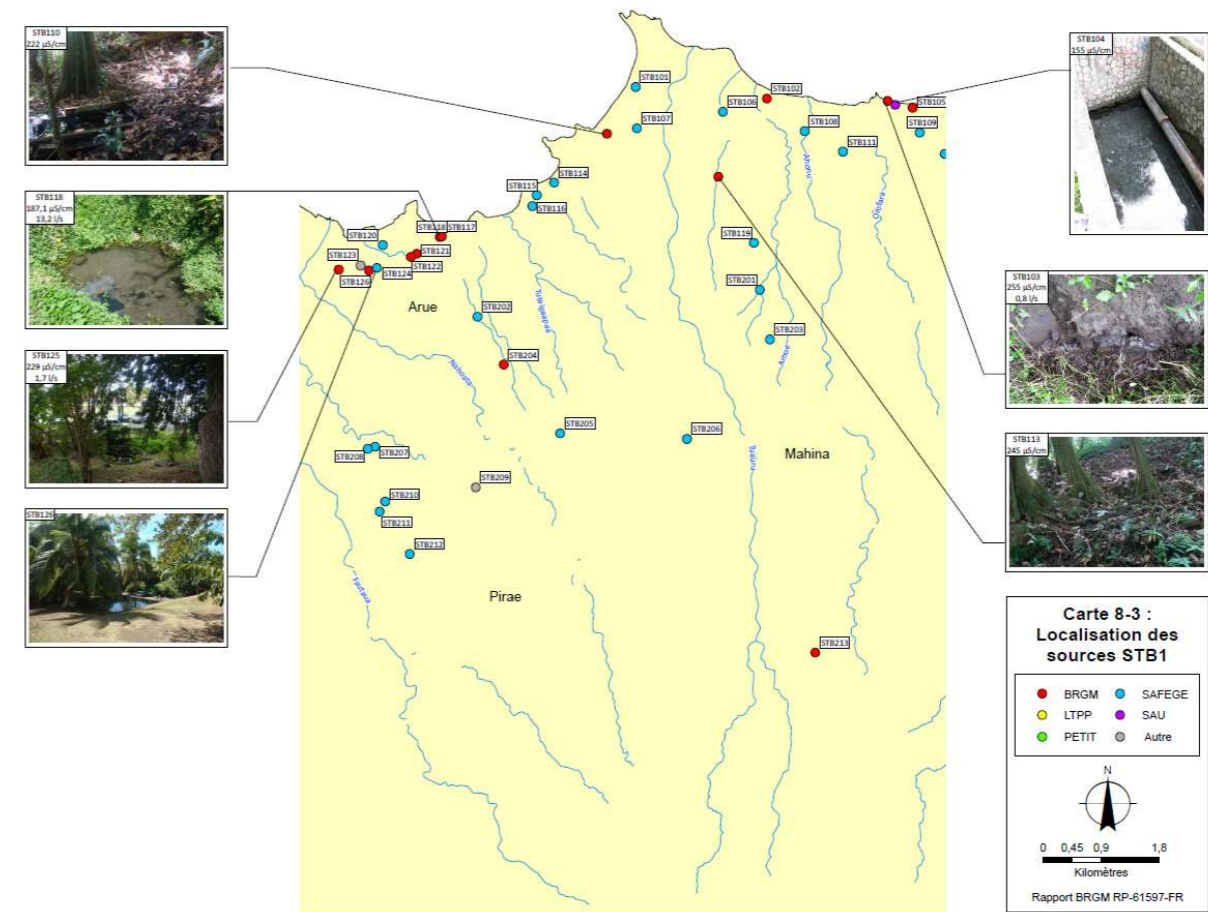 STB110
222 µS/cm
STB118
187,1 µS/cm
13,2 l/s
STB125
229 µS/cm
1,7 l/s
STB126
STB101
STB102
STB105
STB106
STB107
STB108
STB109
STB111
STB114
STB115
STB116
STB118
STB117
STB120
STB121
STB122
STB123
STB124
STB126
STB119
STB201
STB202
STB203
STB204
STB205
STB206
STB207
STB208
STB209
STB210
STB211
STB212
STB213
Arue
Mahina
Pirae
Nahoata
Fautaua
Tuauru
Ahonu
STB104
155 µS/cm
STB103
255 µS/cm
0,8 l/s
STB113
245 µS/cm
Carte 8-3 :
Localisation des
sources STB1
BRGM SAFEGE
LTPP SAU
PETIT Autre
N
0 0,45 0,9 1,8
Kilomètres
Rapport BRGM RP-61597-FR